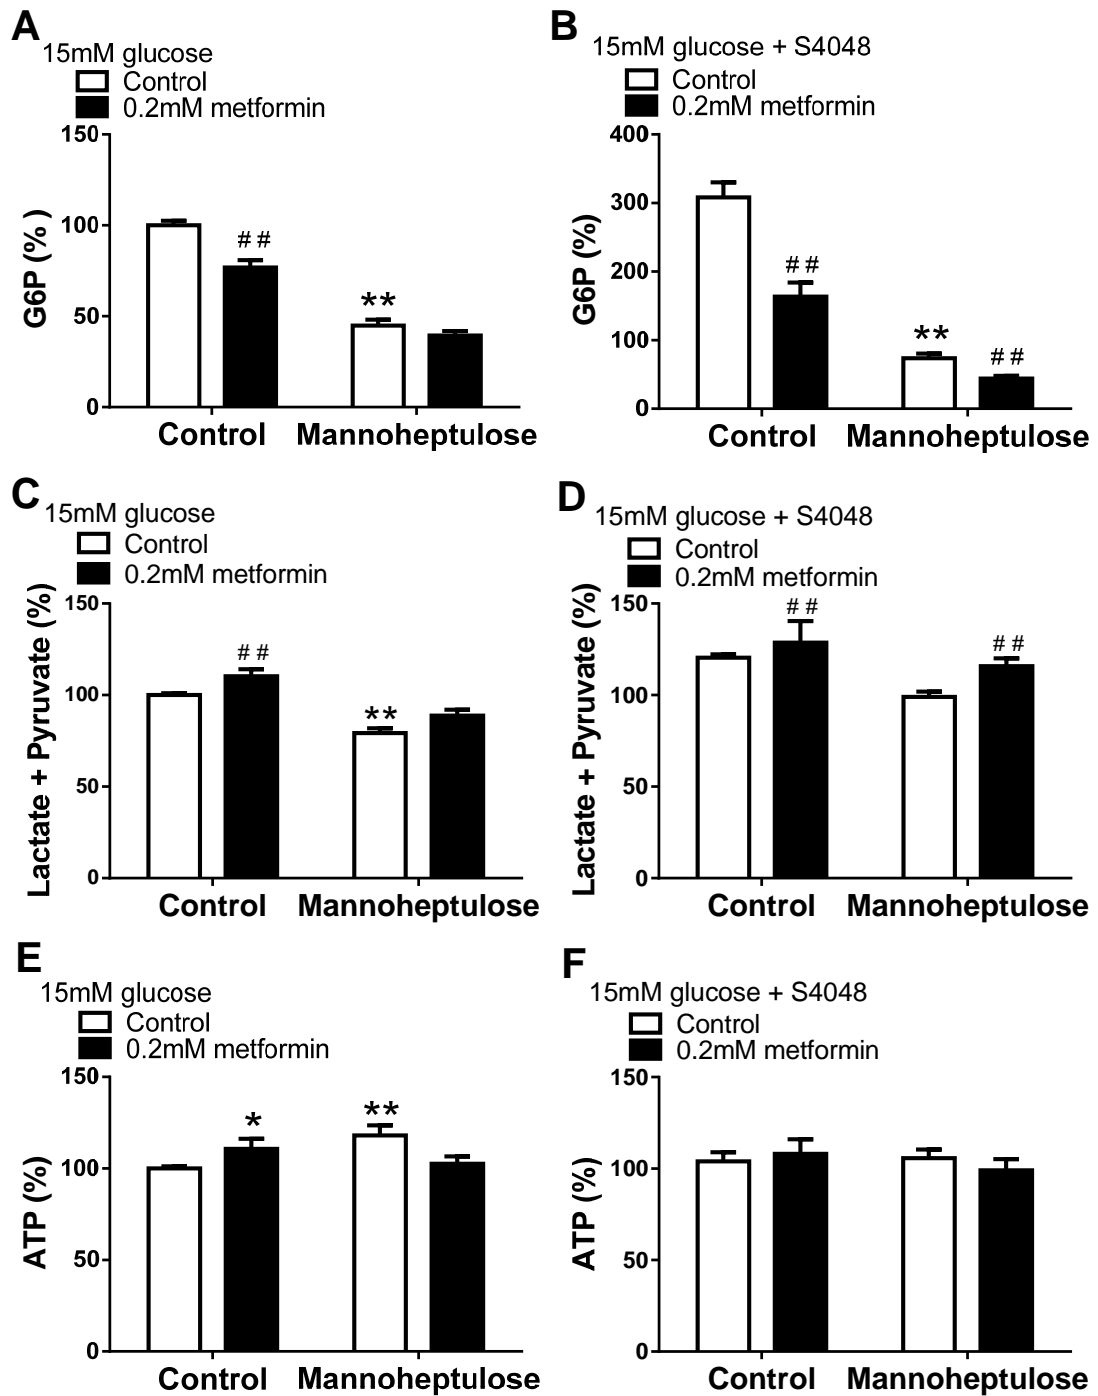 A
15mM glucose
Control
0.2mM metformin
150
100
50
0
G6P (%)
##
**
Control
Mannoheptulose
B
15mM glucose + S4048
Control
0.2mM metformin
400
300
200
100
0
G6P (%)
##
**
##
Control
Mannoheptulose
C
15mM glucose
Control
0.2mM metformin
150
100
50
0
Lactate + Pyruvate (%)
##
**
Control
Mannoheptulose
D
15mM glucose + S4048
Control
0.2mM metformin
150
100
50
0
Lactate + Pyruvate (%)
##
##
Control
Mannoheptulose
E
15mM glucose
Control
0.2mM metformin
150
100
50
0
ATP (%)
*
**
Control
Mannoheptulose
F
15mM glucose + S4048
Control
0.2mM metformin
150
100
50
0
ATP (%)
Control
Mannoheptulose